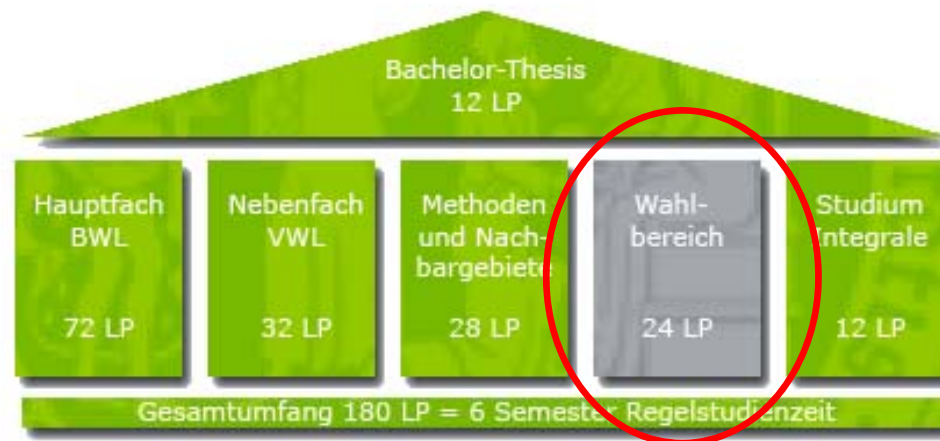 Bachelor-Thesis
12 LP
Hauptfach
BWL
72 LP
Nebenfach
VWL
32 LP
Methoden
und Nach-
bargebiete
28 LP
Wahl-
bereich
24 LP
Studium
Integrale
12 LP
Gesamtumfang 180 LP = 6 Semester Regelstudienzeit